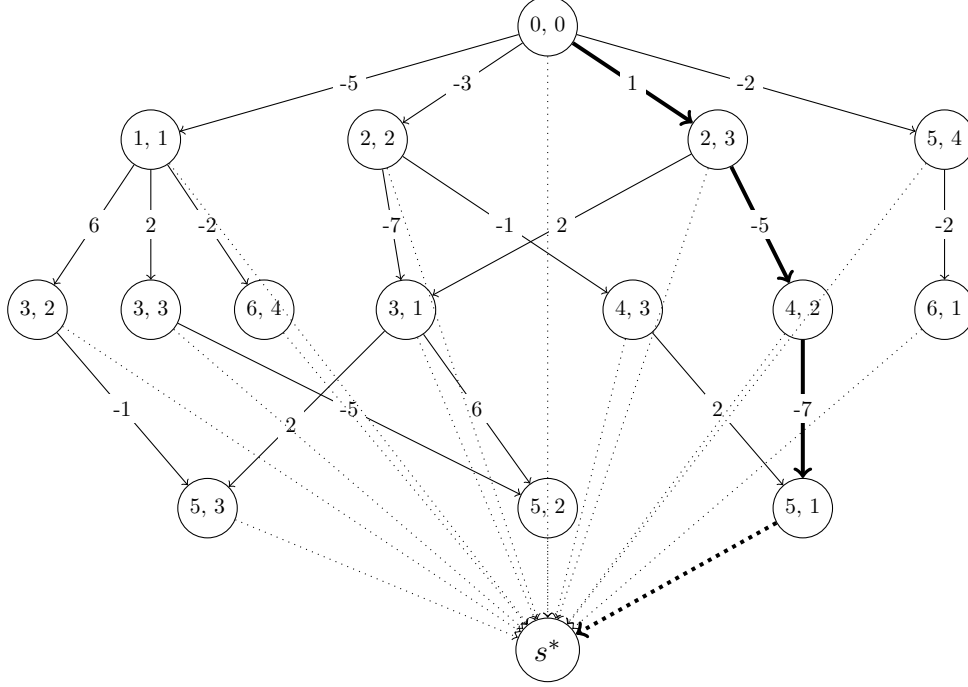 0, 0
-5 -3 1 -2
1, 1 2, 2 2, 3 5, 4
6 2 -2 -7 -1 2 -5 -2
3, 2 3, 3 6, 4 3, 1 4, 3 4, 2 6, 1
-1 2 -5 6 2 -7
5, 3 5, 2 5, 1
s*